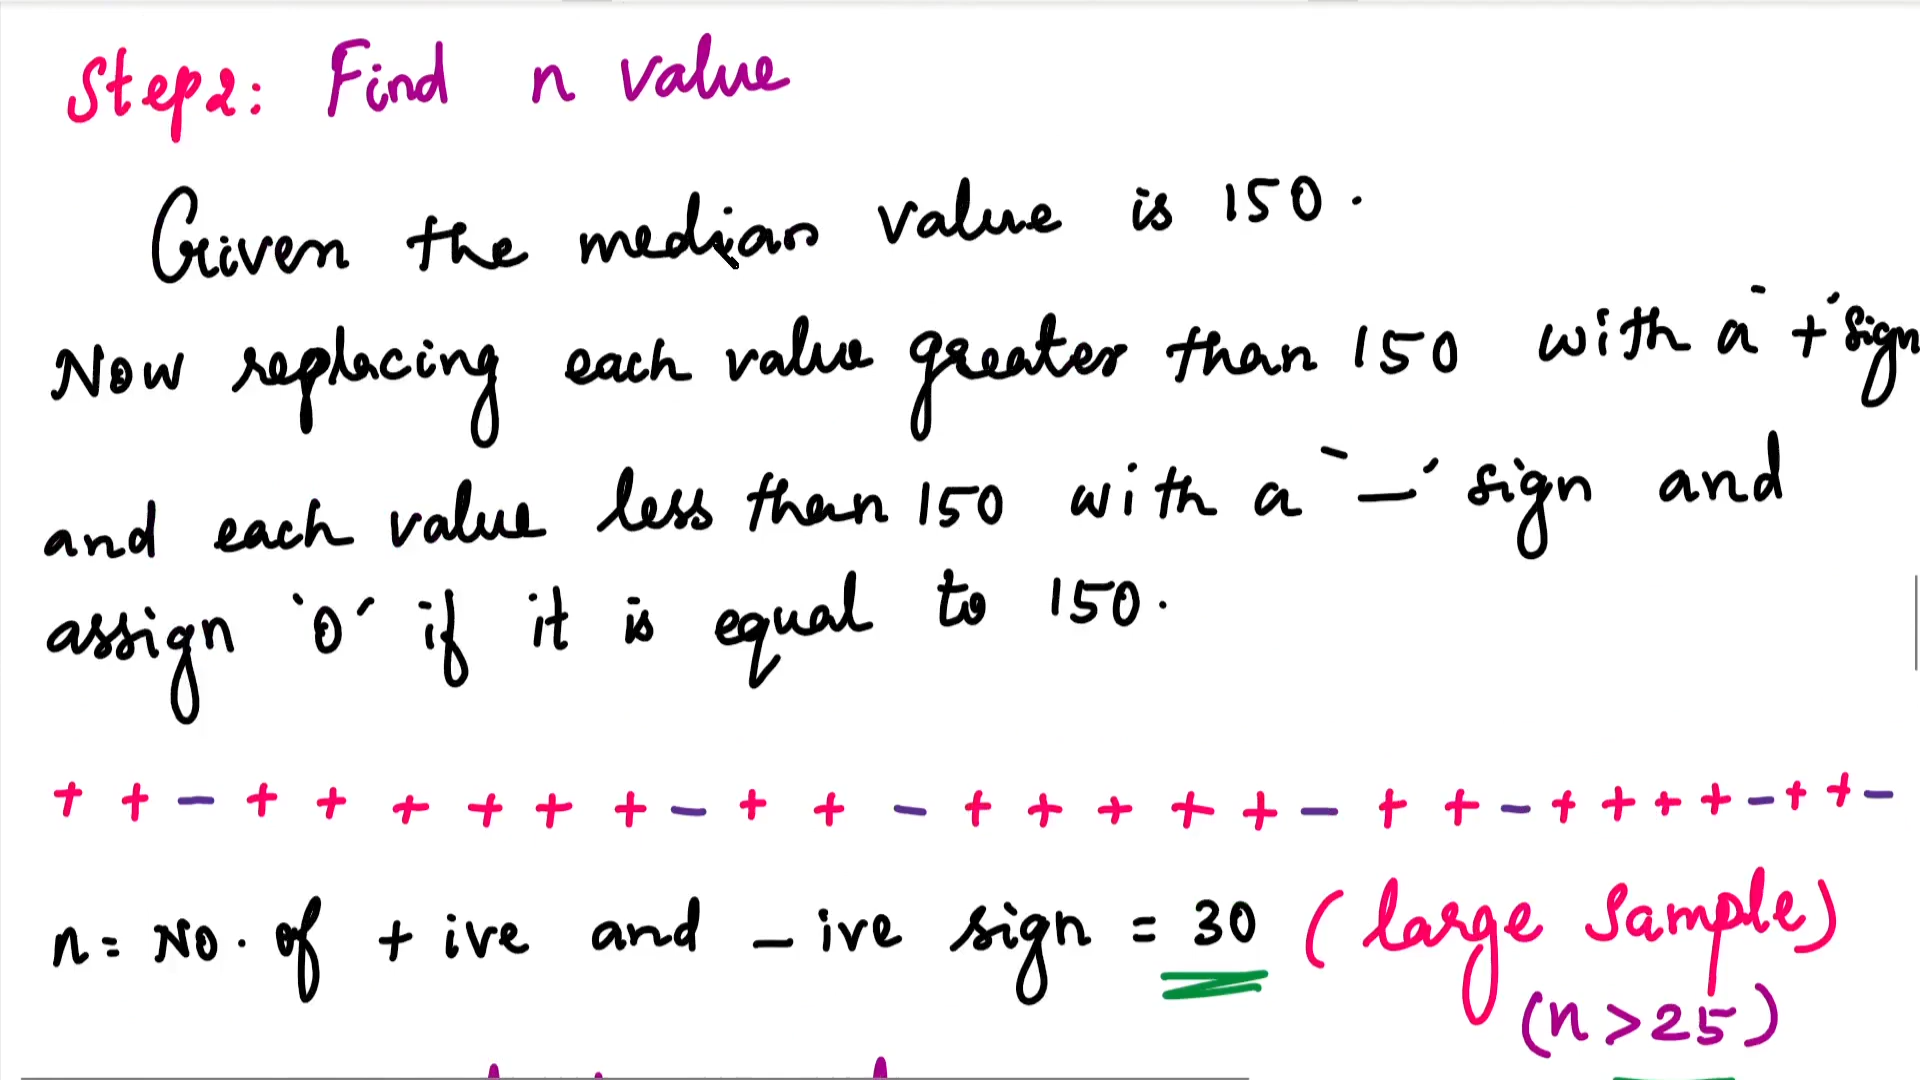 Step2: Find n value
Given the median value is 150.
Now replacing each value greater than 150 with a `+' sign
and each value less than 150 with a `-' sign and
assign '0' if it is equal to 150.
+ + - + + + + + + - + + - + + + + + - + + - + + + + - + + -
n = No. of + ive and - ive sign = 30 (large Sample)
(n > 25)